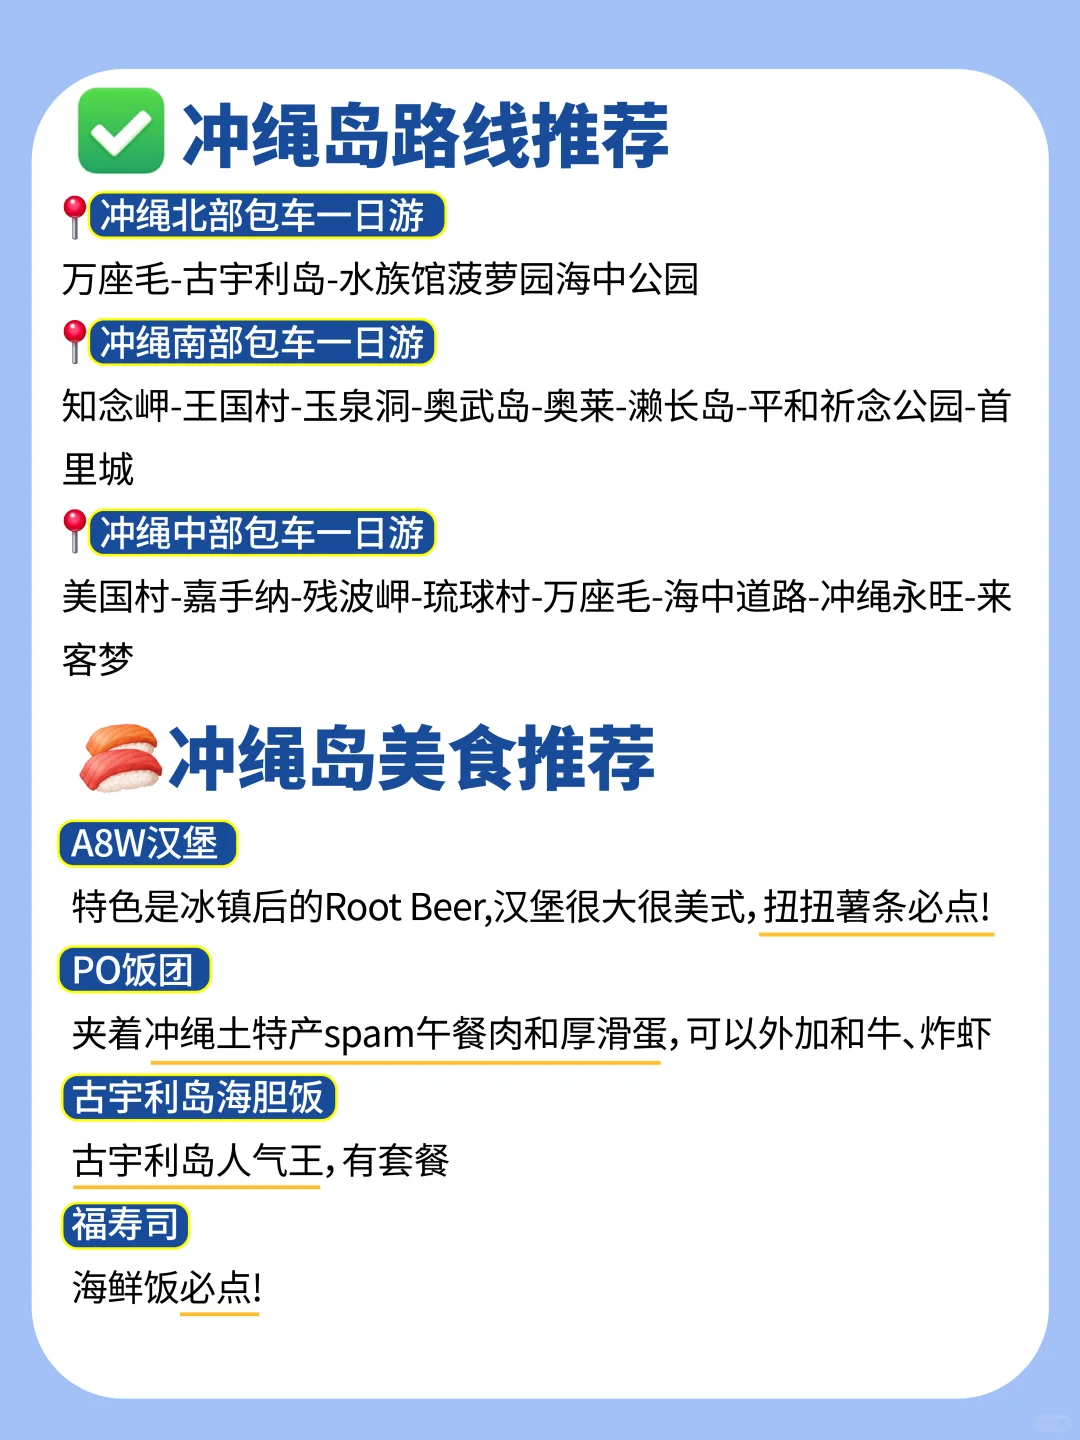 冲绳岛路线推荐
冲绳北部包车一日游
万座毛-古宇利岛-水族馆菠萝园海中公园
冲绳南部包车一日游
知念岬-王国村-玉泉洞-奥武岛-奥莱-濑长岛-平和祈念公园-首
里城
冲绳中部包车一日游
美国村-嘉手纳-残波岬-琉球村-万座毛-海中道路-冲绳永旺-来
客梦
冲绳岛美食推荐
A8W汉堡
特色是冰镇后的Root Beer,汉堡很大很美式,扭扭薯条必点!
PO饭团
夹着冲绳土特产spam午餐肉和厚滑蛋,可以外加和牛、炸虾
古宇利岛海胆饭
古宇利岛人气王,有套餐
福寿司
海鲜饭必点!